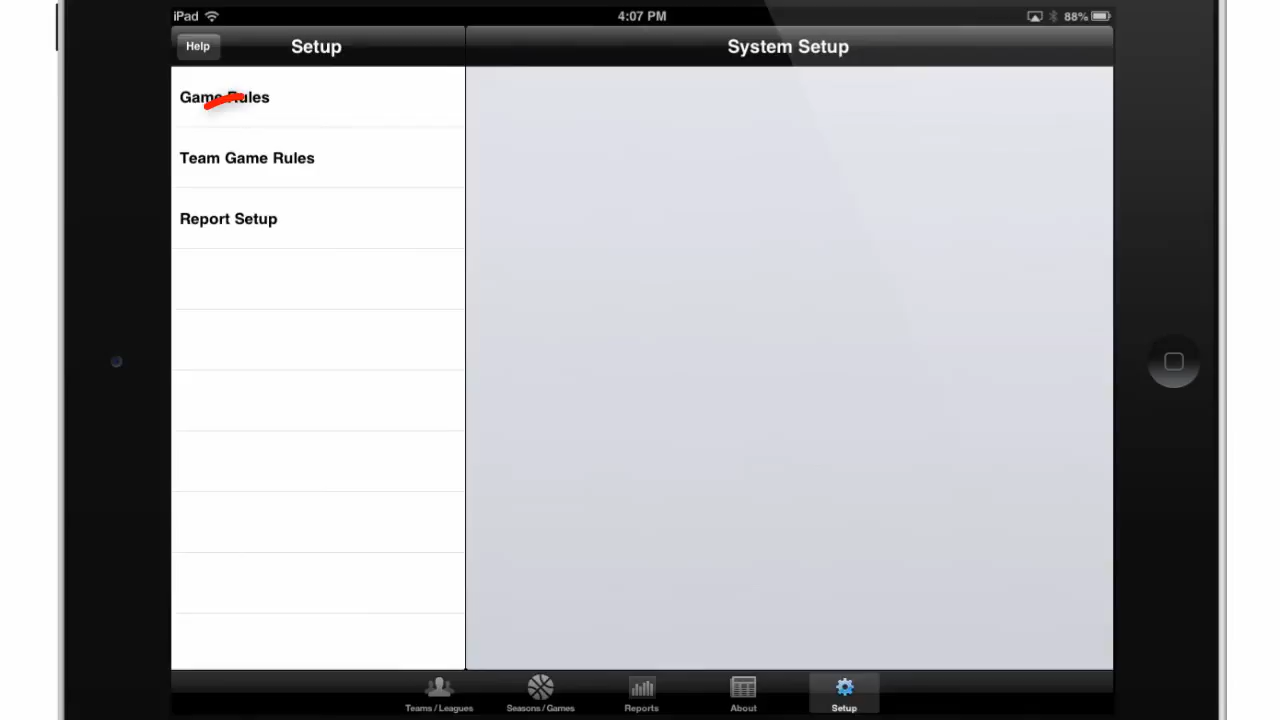 iPad 4:07 PM 88%
Help Setup System Setup
Game Rules
Team Game Rules
Report Setup
Teams / Leagues Seasons / Games Reports About Setup